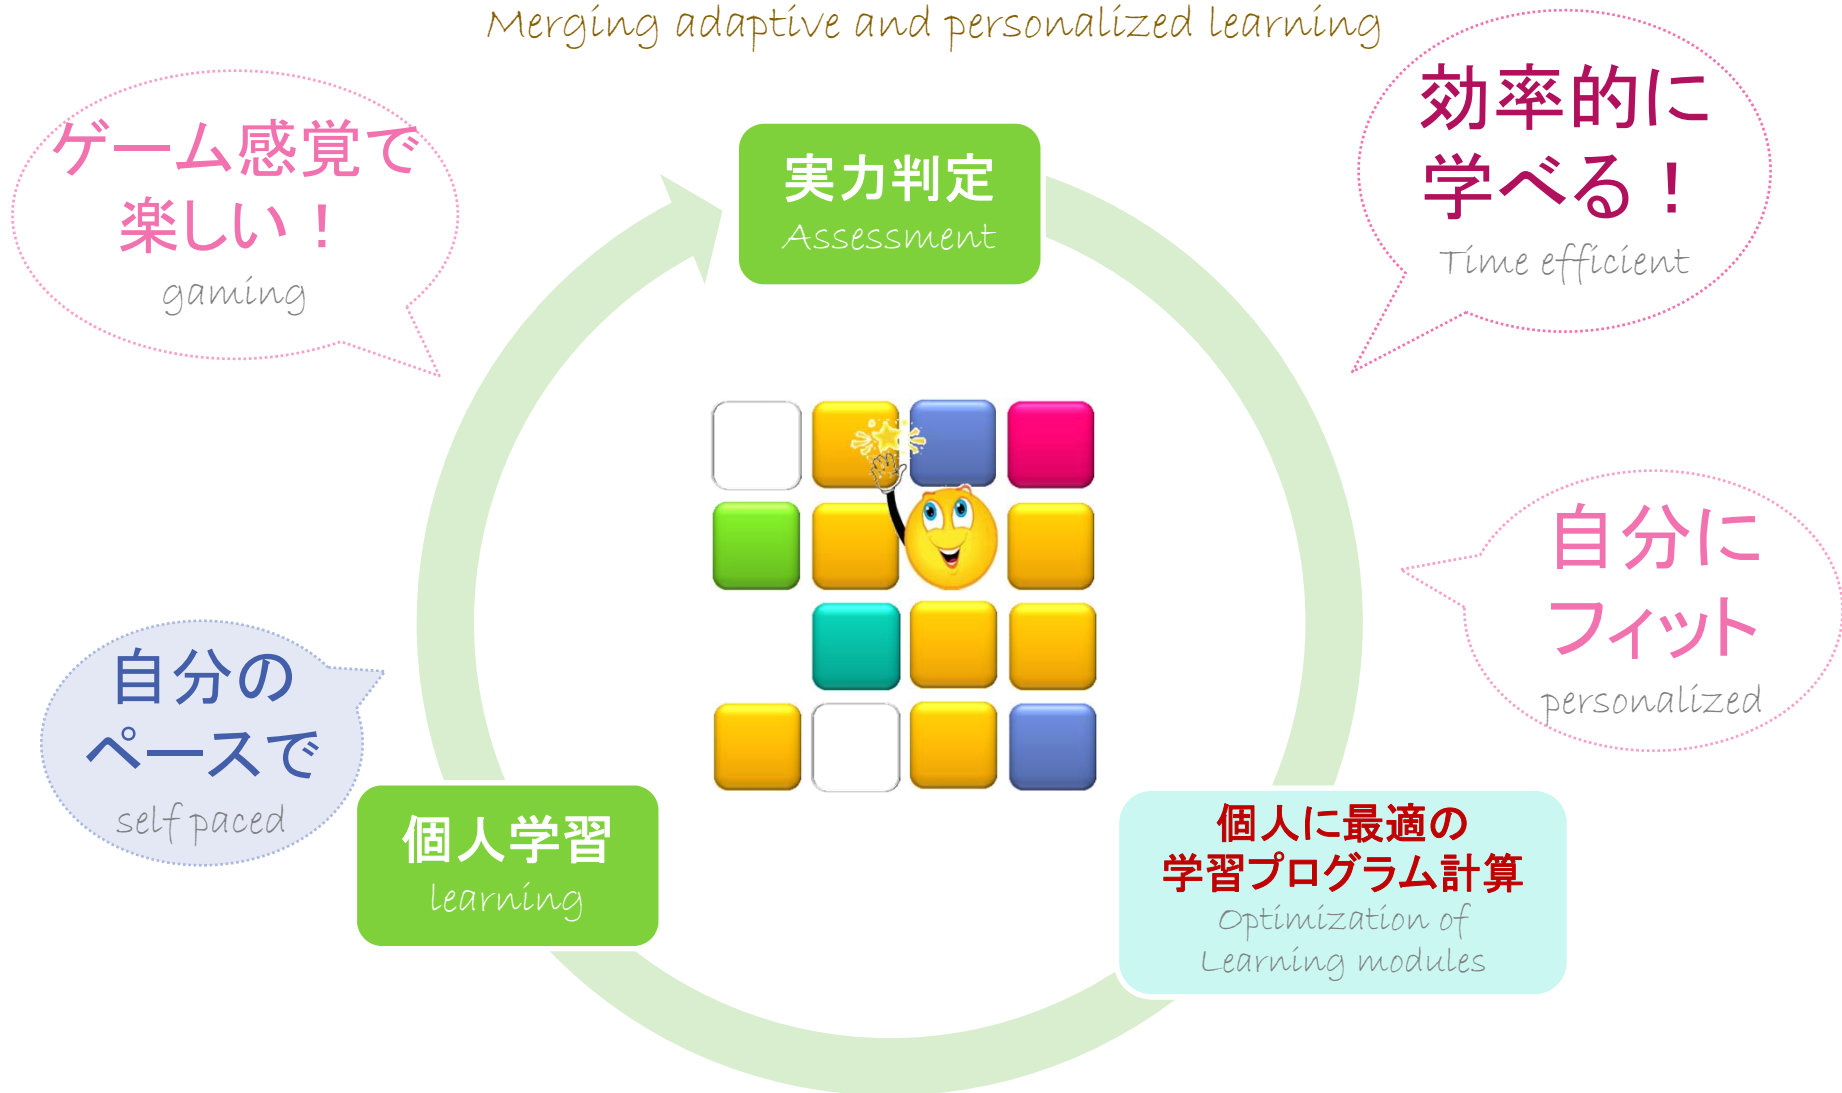 Merging adaptive and personalized learning
ゲーム感覚で
楽しい！
gaming
実力判定
Assessment
効率的に
学べる！
Time efficient
自分に
フィット
personalized
自分の
ペースで
self paced
個人学習
learning
個人に最適の
学習プログラム計算
Optimization of
Learning modules